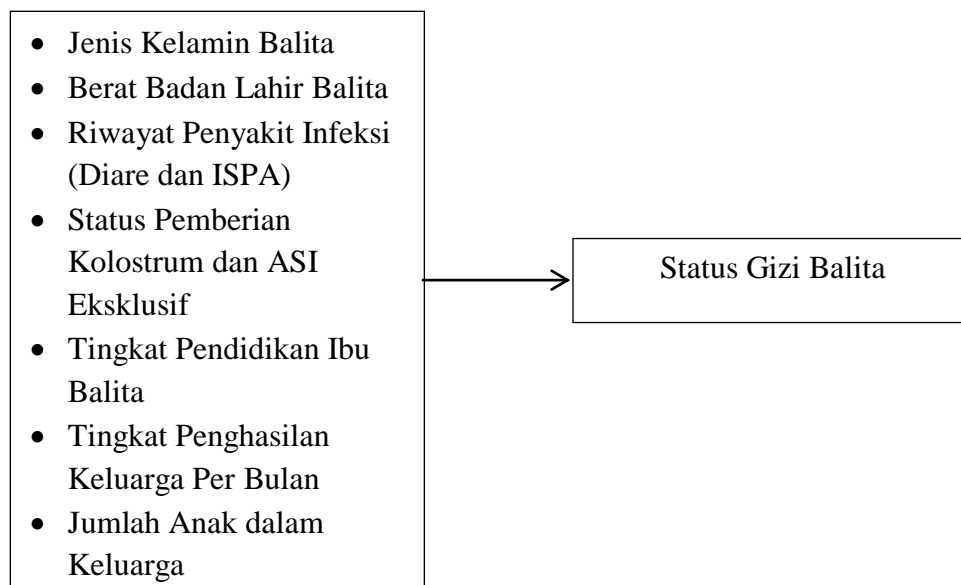 • Jenis Kelamin Balita
• Berat Badan Lahir Balita
• Riwayat Penyakit Infeksi
(Diare dan ISPA)
• Status Pemberian
Kolostrum dan ASI
Eksklusif
• Tingkat Pendidikan Ibu
Balita
• Tingkat Penghasilan
Keluarga Per Bulan
• Jumlah Anak dalam
Keluarga
Status Gizi Balita